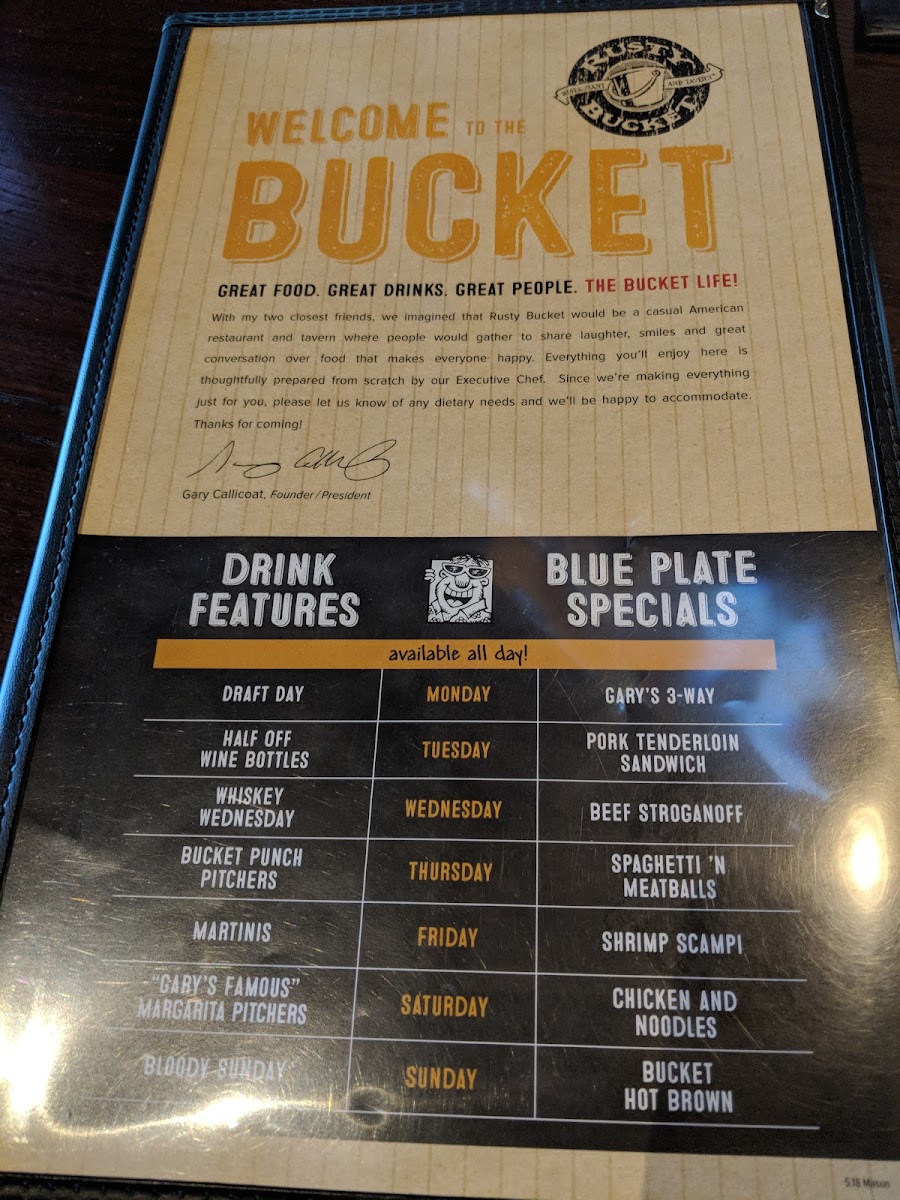 RUSTY
RESTAURANT AND TAVERN
BUCKET
WELCOME TO THE
BUCKET
GREAT FOOD. GREAT DRINKS. GREAT PEOPLE. THE BUCKET LIFE!
With my two closest friends, we imagined that Rusty Bucket would be a casual American
restaurant and tavern where people would gather to share laughter, smiles and great
conversation over food that makes everyone happy. Everything you'll enjoy here is
thoughtfully prepared from scratch by our Executive Chef. Since we're making everything
just for you, please let us know of any dietary needs and we'll be happy to accommodate.
Thanks for coming!
Gary Callicoat, Founder/President
DRINK
FEATURES
BLUE PLATE
SPECIALS
available all day!
DRAFT DAY MONDAY GARY'S 3-WAY
HALF OFF
WINE BOTTLES
TUESDAY
PORK TENDERLOIN
SANDWICH
WHISKEY
WEDNESDAY
WEDNESDAY
BEEF STROGANOFF
BUCKET PUNCH
PITCHERS
THURSDAY
SPAGHETTI 'N
MEATBALLS
MARTINIS FRIDAY SHRIMP SCAMPI
"GARY'S FAMOUS"
MARGARITA PITCHERS
SATURDAY
CHICKEN AND
NOODLES
BLOODY SUNDAY
SUNDAY
BUCKET
HOT BROWN
5.18 Mason